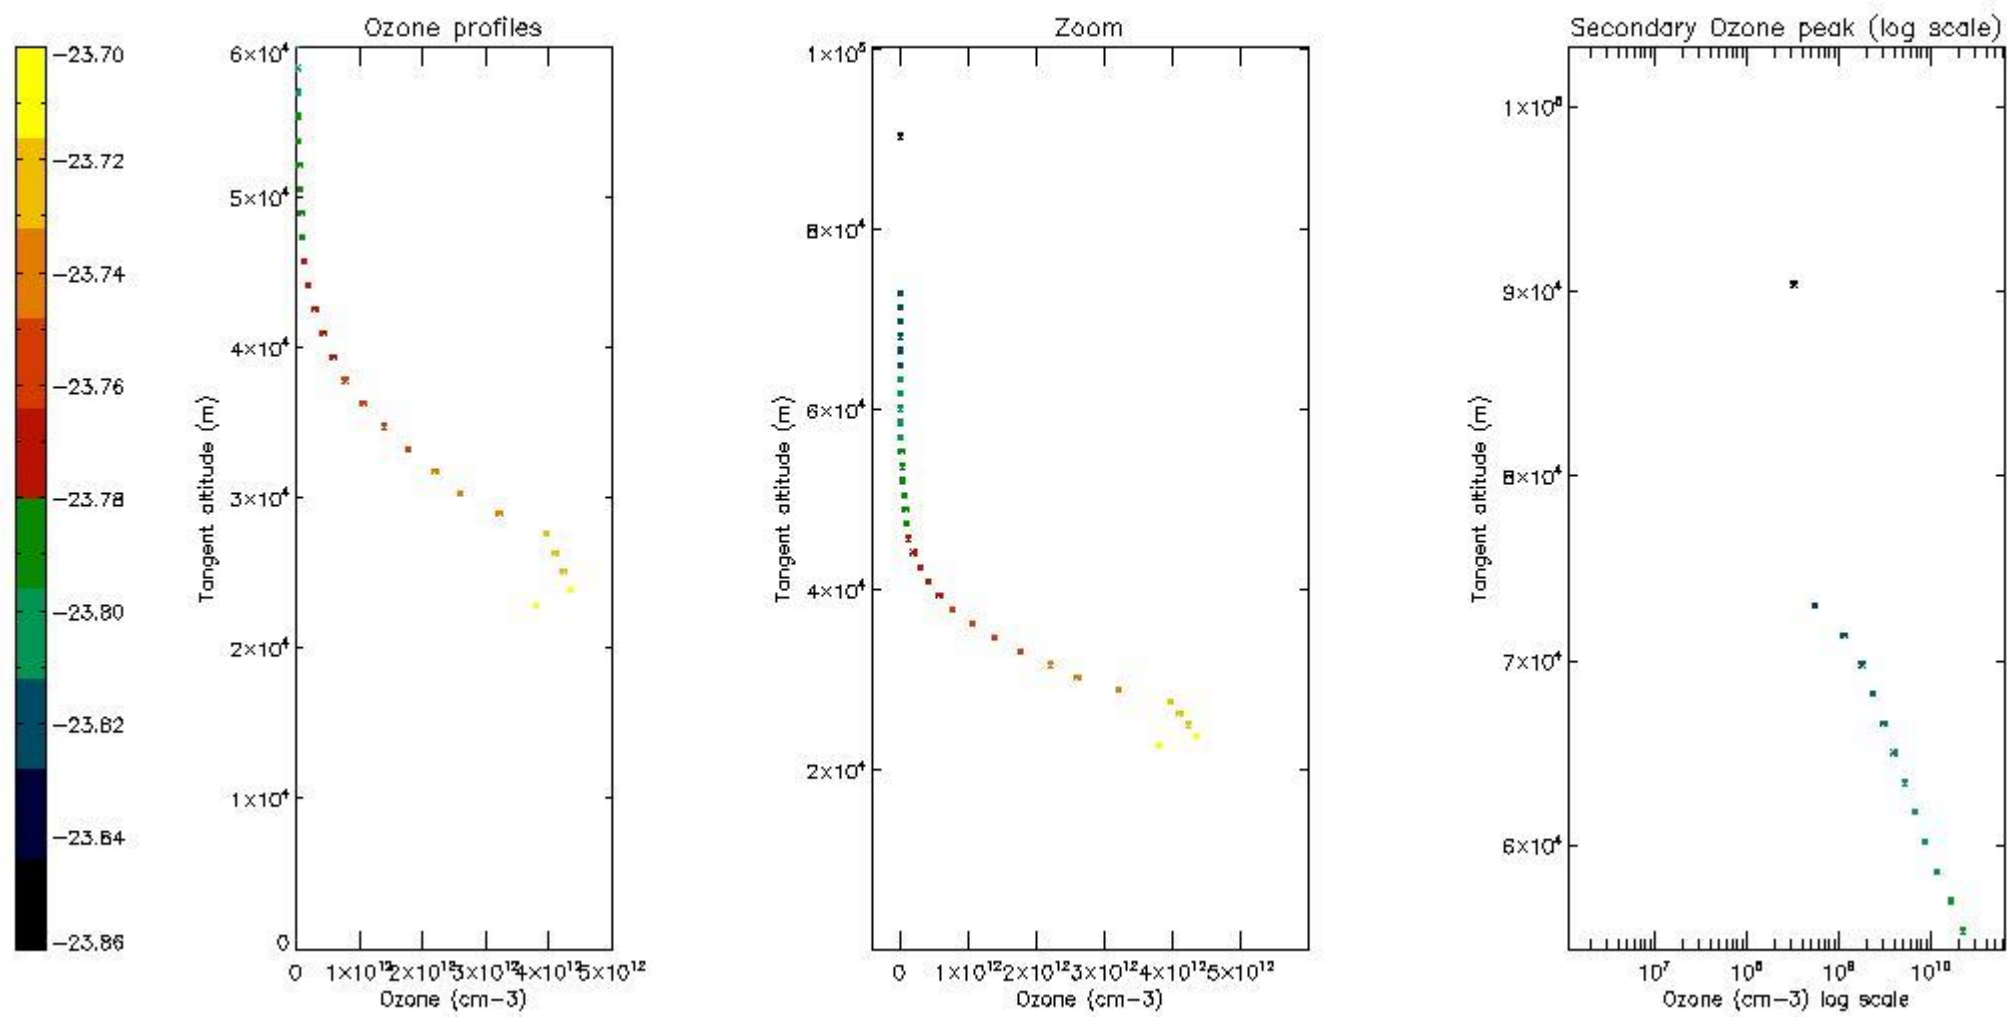 Ozone profiles
Zoom
Secondary Ozone peak (log scale)
−23.70
−23.72
−23.74
−23.76
−23.78
−23.80
−23.82
−23.84
−23.86
6×10⁴
5×10⁴
4×10⁴
3×10⁴
2×10⁴
1×10⁴
0
Tangent altitude (m)
0 1×10¹² 2×10¹² 3×10¹² 4×10¹² 5×10¹²
Ozone (cm−3)
1×10⁵
8×10⁴
6×10⁴
4×10⁴
2×10⁴
Tangent altitude (m)
0 1×10¹² 2×10¹² 3×10¹² 4×10¹² 5×10¹²
Ozone (cm−3)
1×10⁵
9×10⁴
8×10⁴
7×10⁴
6×10⁴
Tangent altitude (m)
10⁷ 10⁸ 10⁹ 10¹⁰
Ozone (cm−3) log scale